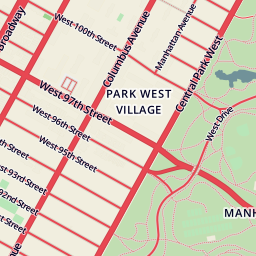 Broadway
West 100th Street
Columbus Avenue
Manhattan Avenue
Central Park West
PARK WEST
VILLAGE
West 97th Street
West 96th Street
West Drive
West 95th Street
93rd Street
92nd Street
MANH
nue